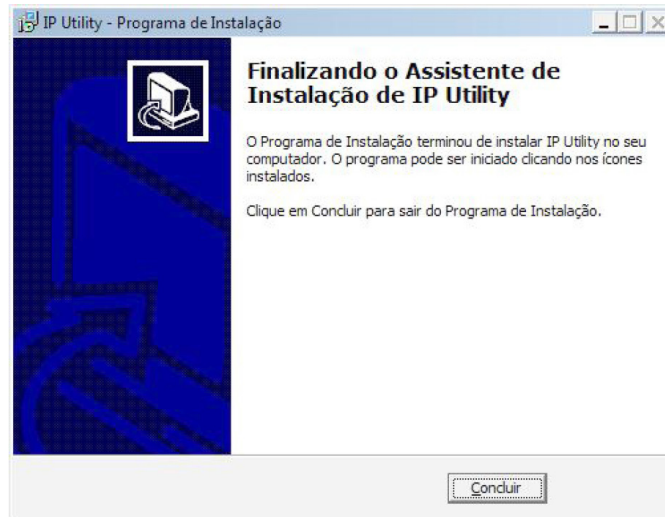 IP Utility - Programa de Instalação
Finalizando o Assistente de
Instalação de IP Utility
O Programa de Instalação terminou de instalar IP Utility no seu
computador. O programa pode ser iniciado clicando nos ícones
instalados.
Clique em Concluir para sair do Programa de Instalação.
Concluir